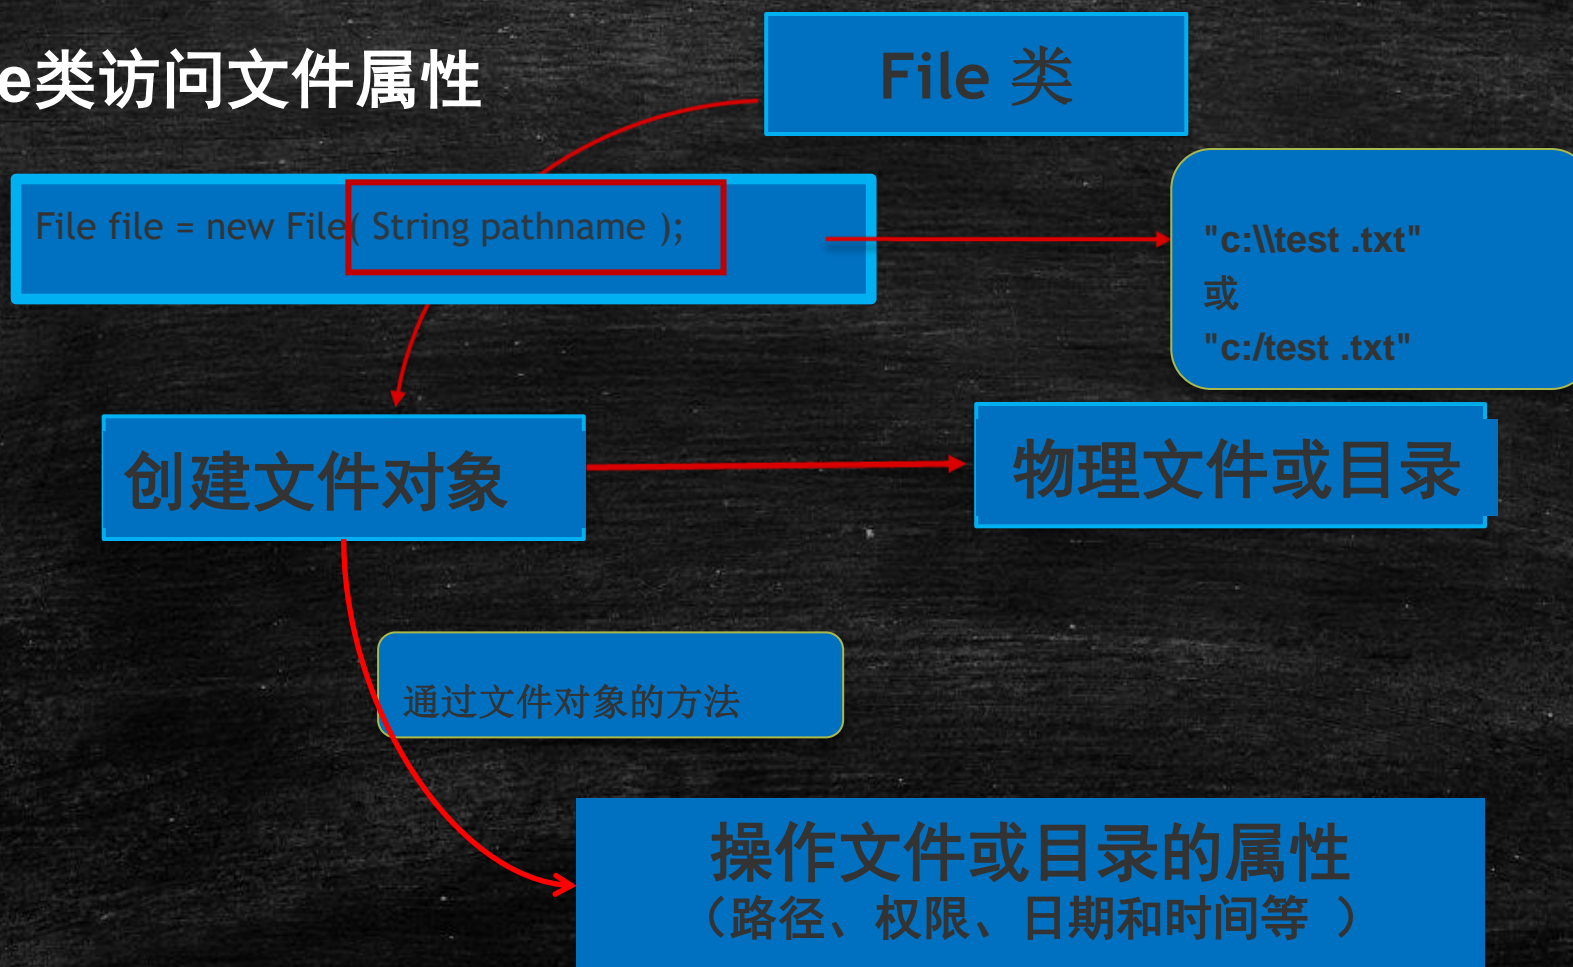 e类访问文件属性
File 类
File file = new File( String pathname );
"c:\\test .txt"
或
"c:/test .txt"
创建文件对象
物理文件或目录
通过文件对象的方法
操作文件或目录的属性
（路径、权限、日期和时间等 ）